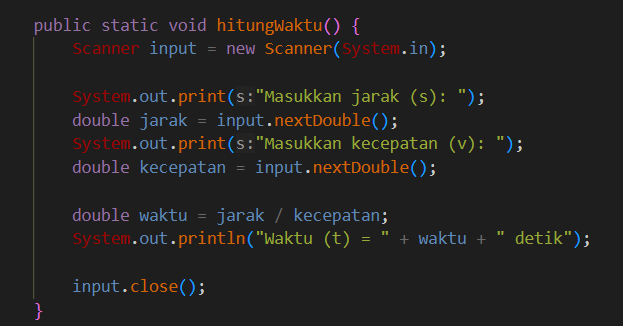 public static void hitungWaktu() {
Scanner input = new Scanner(System.in);
System.out.print(s:"Masukkan jarak (s): ");
double jarak = input.nextDouble();
System.out.print(s:"Masukkan kecepatan (v): ");
double kecepatan = input.nextDouble();
double waktu = jarak / kecepatan;
System.out.println("Waktu (t) = " + waktu + " detik");
input.close();
}